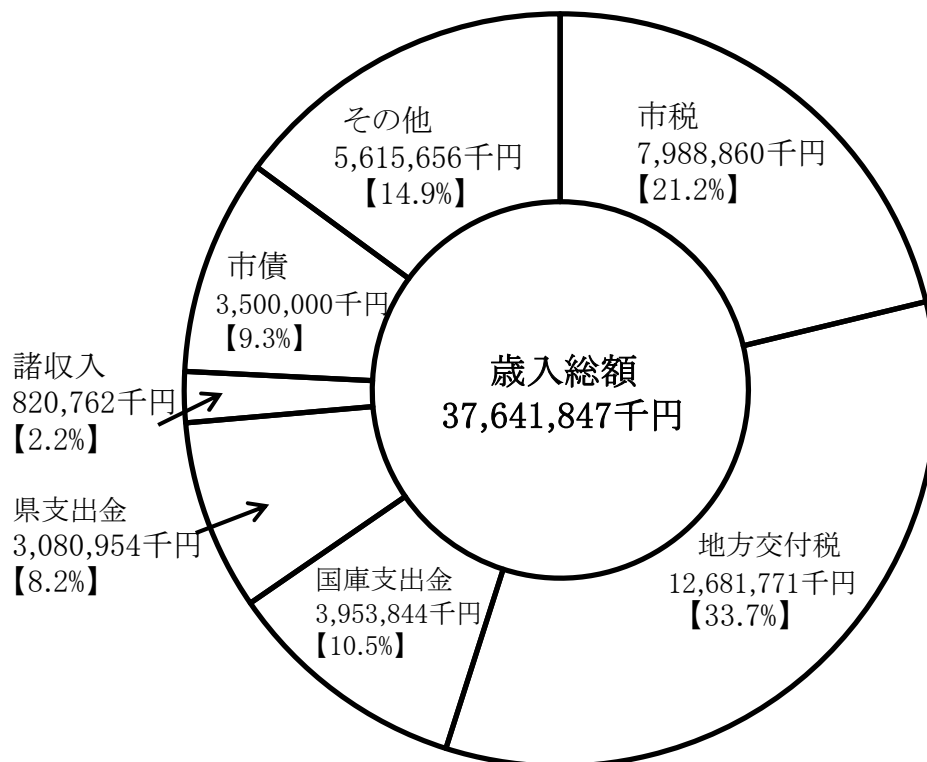 その他
5,615,656千円
【14.9%】
市税
7,988,860千円
【21.2%】
市債
3,500,000千円
【9.3%】
諸収入
820,762千円
【2.2%】
歳入総額
37,641,847千円
県支出金
3,080,954千円
【8.2%】
国庫支出金
3,953,844千円
【10.5%】
地方交付税
12,681,771千円
【33.7%】